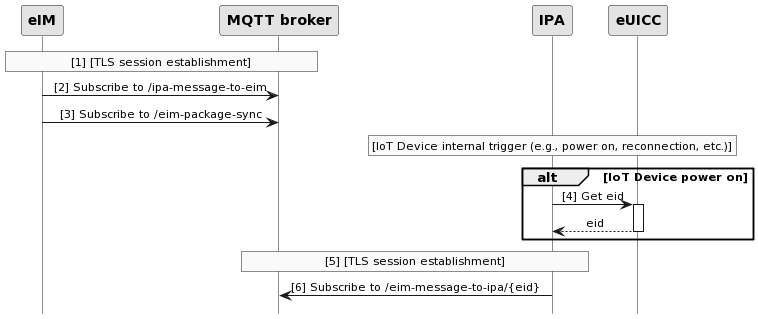 eIM MQTT broker IPA eUICC
[1] [TLS session establishment]
[2] Subscribe to /ipa-message-to-eim
[3] Subscribe to /eim-package-sync
[IoT Device internal trigger (e.g., power on, reconnection, etc.)]
alt [IoT Device power on]
[4] Get eid
eid
[5] [TLS session establishment]
[6] Subscribe to /eim-message-to-ipa/{eid}